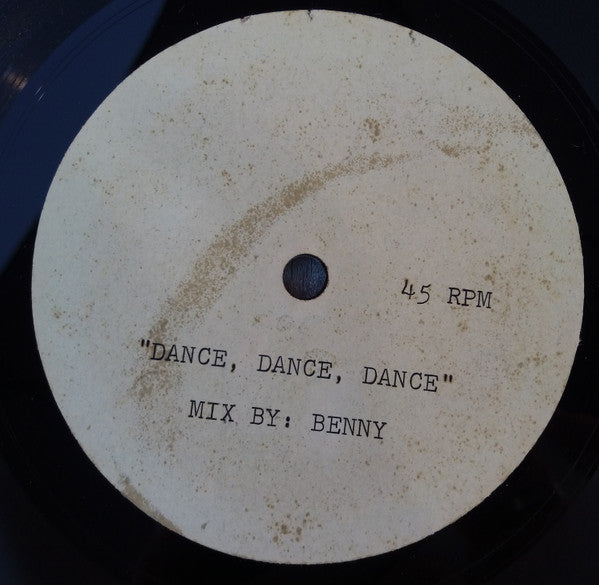 45 RPM
"DANCE, DANCE, DANCE"
MIX BY: BENNY